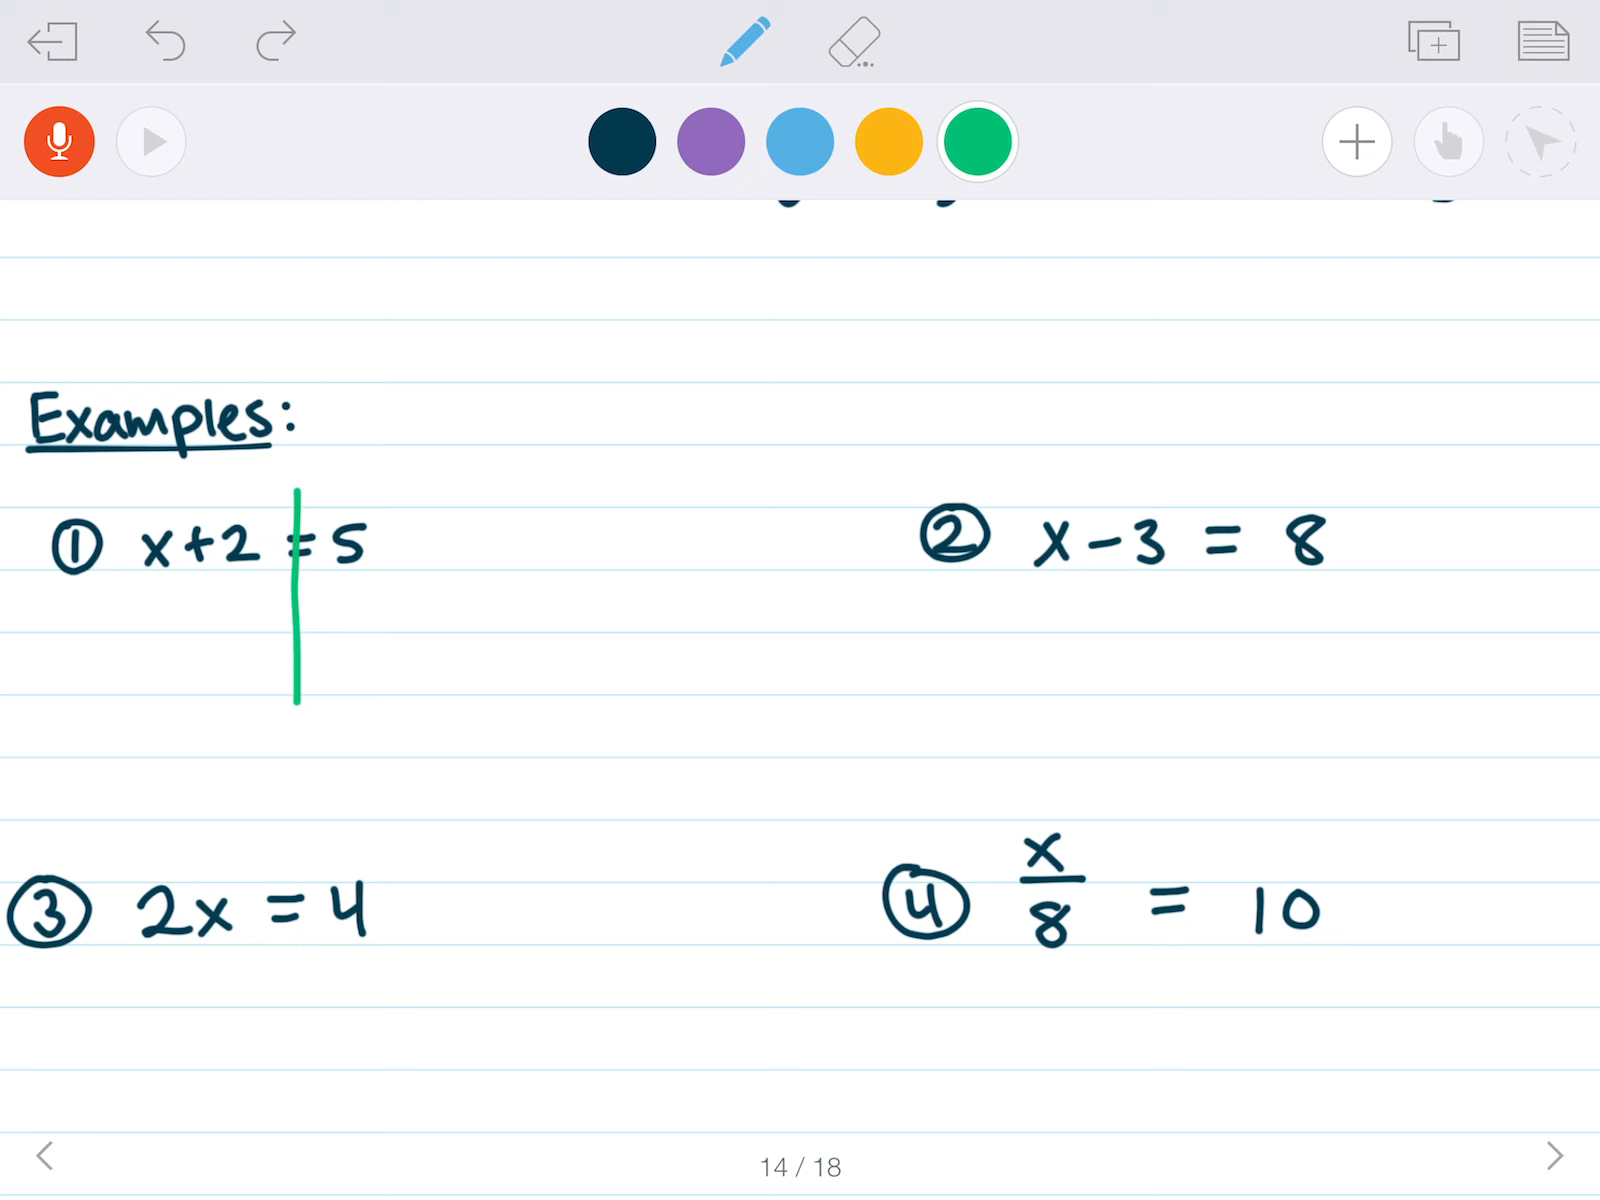 Examples:
① x+2 = 5
② x-3 = 8
③ 2x = 4
④ x/8 = 10
14 / 18